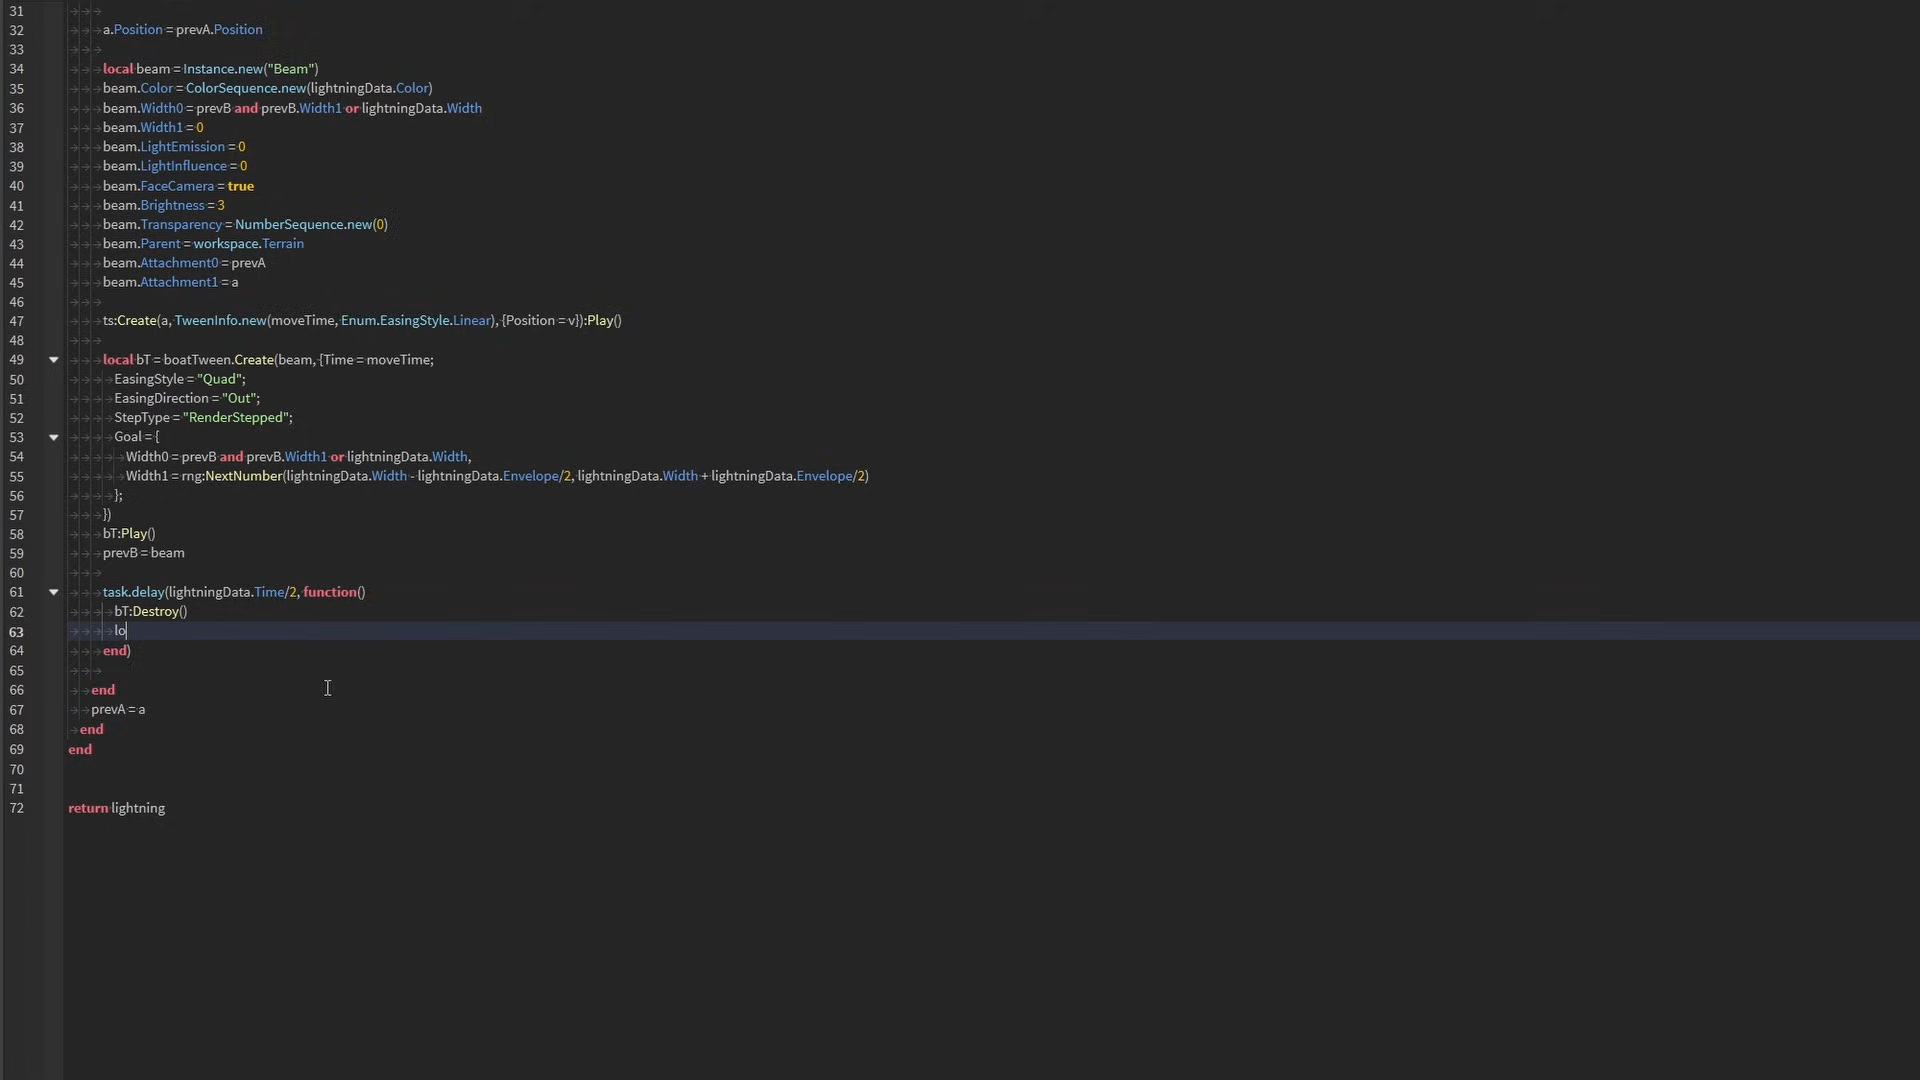 31
32 a.Position = prevA.Position
33
34 local beam = Instance.new("Beam")
35 beam.Color = ColorSequence.new(lightningData.Color)
36 beam.Width0 = prevB and prevB.Width1 or lightningData.Width
37 beam.Width1 = 0
38 beam.LightEmission = 0
39 beam.LightInfluence = 0
40 beam.FaceCamera = true
41 beam.Brightness = 3
42 beam.Transparency = NumberSequence.new(0)
43 beam.Parent = workspace.Terrain
44 beam.Attachment0 = prevA
45 beam.Attachment1 = a
46
47 ts:Create(a, TweenInfo.new(moveTime, Enum.EasingStyle.Linear), {Position = v}):Play()
48
49 local bT = boatTween.Create(beam, {Time = moveTime;
50 EasingStyle = "Quad";
51 EasingDirection = "Out";
52 StepType = "RenderStepped";
53 Goal = {
54 Width0 = prevB and prevB.Width1 or lightningData.Width,
55 Width1 = rng:NextNumber(lightningData.Width - lightningData.Envelope/2, lightningData.Width + lightningData.Envelope/2)
56 };
57 })
58 bT:Play()
59 prevB = beam
60
61 task.delay(lightningData.Time/2, function()
62 bT:Destroy()
63 lo
64 end)
65
66 end
67 prevA = a
68 end
69 end
70
71
72 return lightning